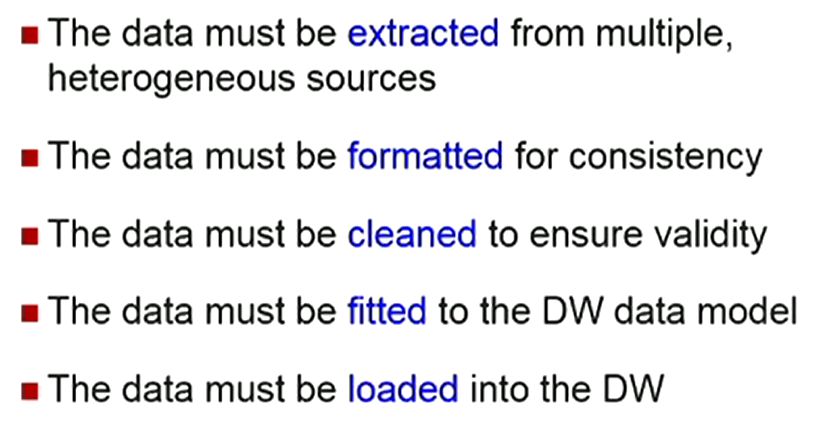 The data must be extracted from multiple,
heterogeneous sources
The data must be formatted for consistency
The data must be cleaned to ensure validity
The data must be fitted to the DW data model
The data must be loaded into the DW